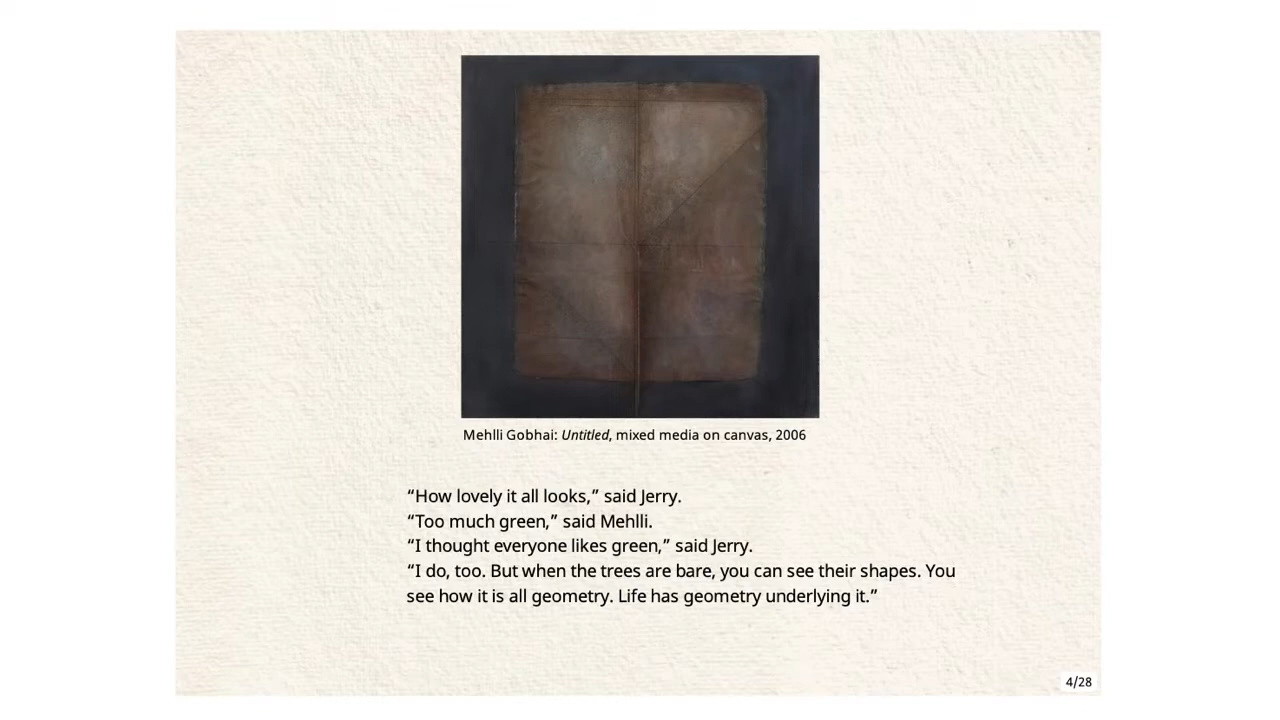 Mehlli Gobhai: Untitled, mixed media on canvas, 2006
“How lovely it all looks,” said Jerry.
“Too much green,” said Mehlli.
“I thought everyone likes green,” said Jerry.
“I do, too. But when the trees are bare, you can see their shapes. You
see how it is all geometry. Life has geometry underlying it.”
4/28